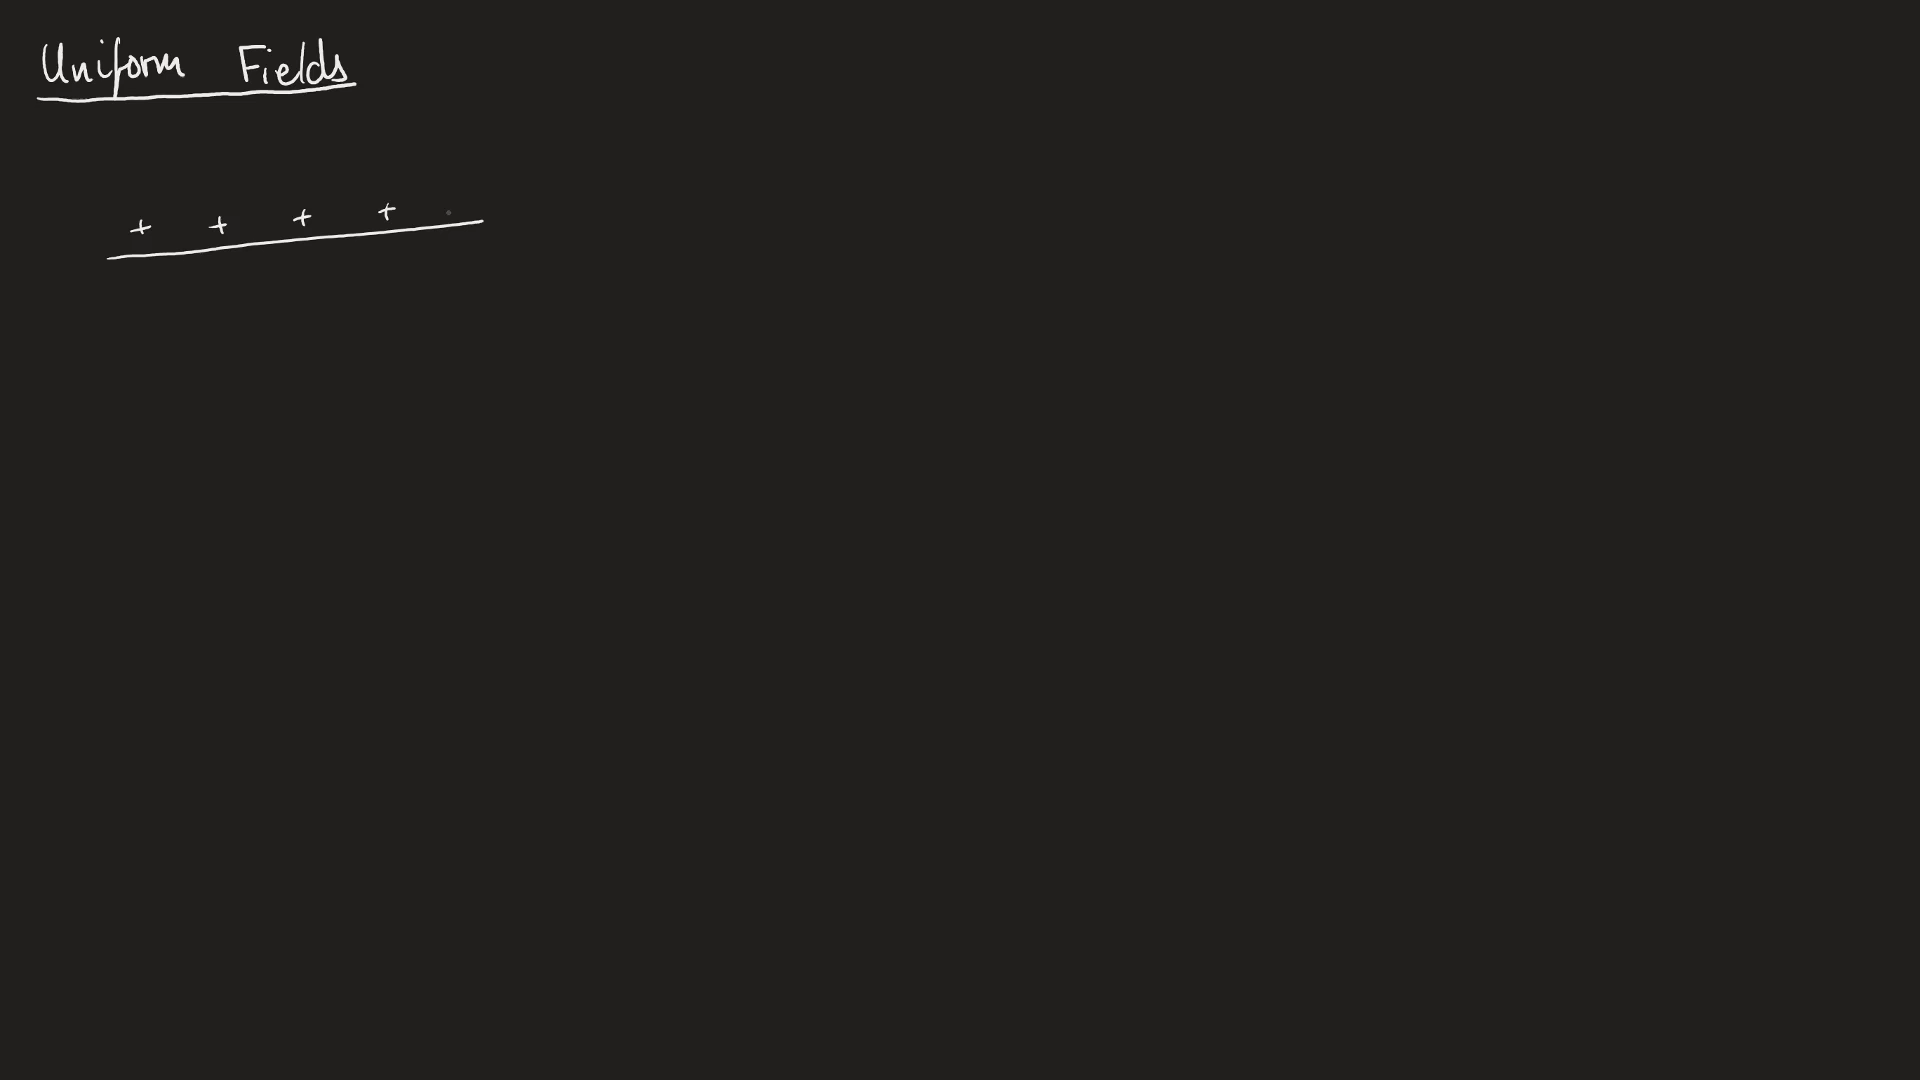 Uniform Fields
+ + + +